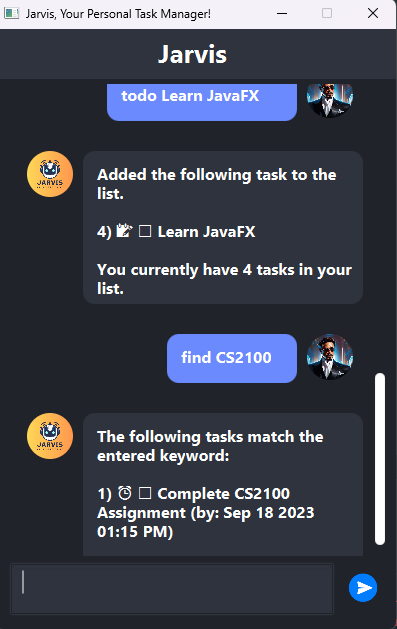 Jarvis, Your Personal Task Manager!
Jarvis
todo Learn JavaFX
JARVIS
Added the following task to the
list.
4) 📝 ☐ Learn JavaFX
You currently have 4 tasks in your
list.
find CS2100
JARVIS
The following tasks match the
entered keyword:
1) ⏰ ☐ Complete CS2100
Assignment (by: Sep 18 2023
01:15 PM)